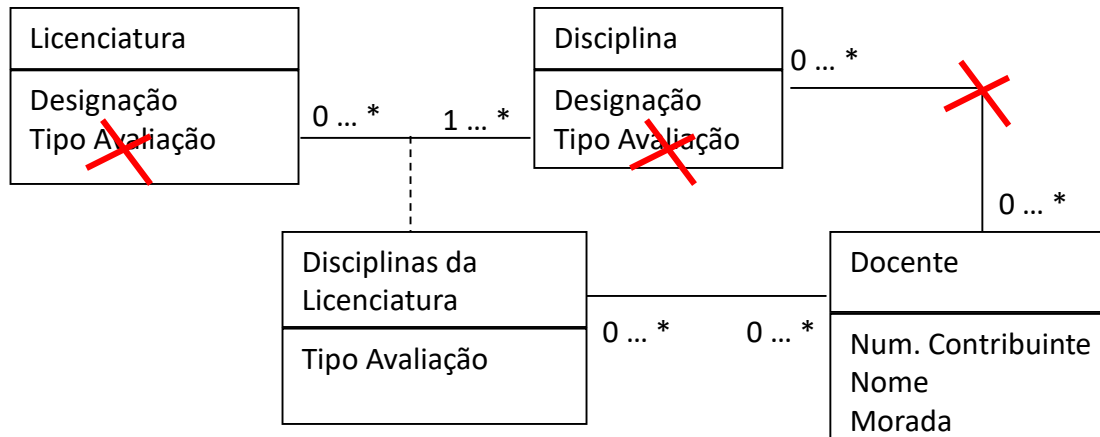 Licenciatura
Designação
Tipo Avaliação
0 ... *
1 ... *
Disciplina
Designação
Tipo Avaliação
0 ... *
0 ... *
Disciplinas da
Licenciatura
Tipo Avaliação
0 ... *
0 ... *
Docente
Num. Contribuinte
Nome
Morada